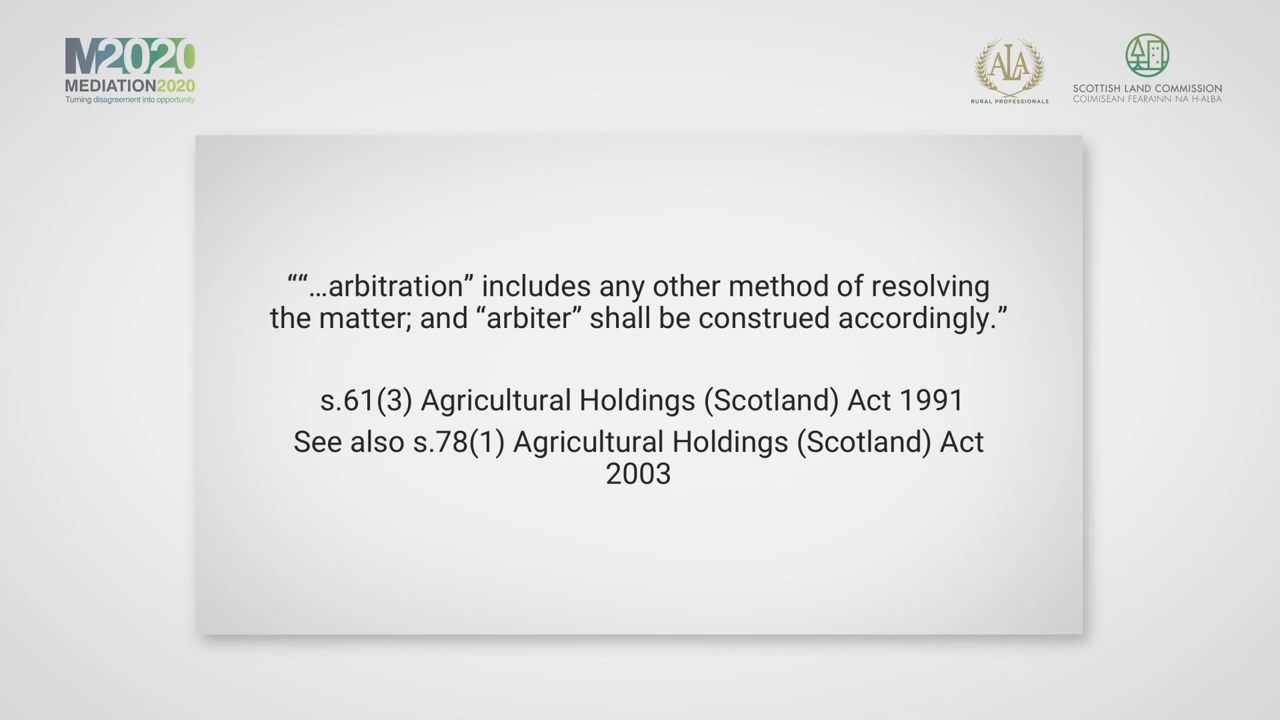 M2020
MEDIATION2020
Turning disagreement into opportunity
ALA
RURAL PROFESSIONALS
SCOTTISH LAND COMMISSION
COIMISEAN FEARAINN NA H-ALBA
““…arbitration” includes any other method of resolving
the matter; and “arbiter” shall be construed accordingly.”
s.61(3) Agricultural Holdings (Scotland) Act 1991
See also s.78(1) Agricultural Holdings (Scotland) Act
2003